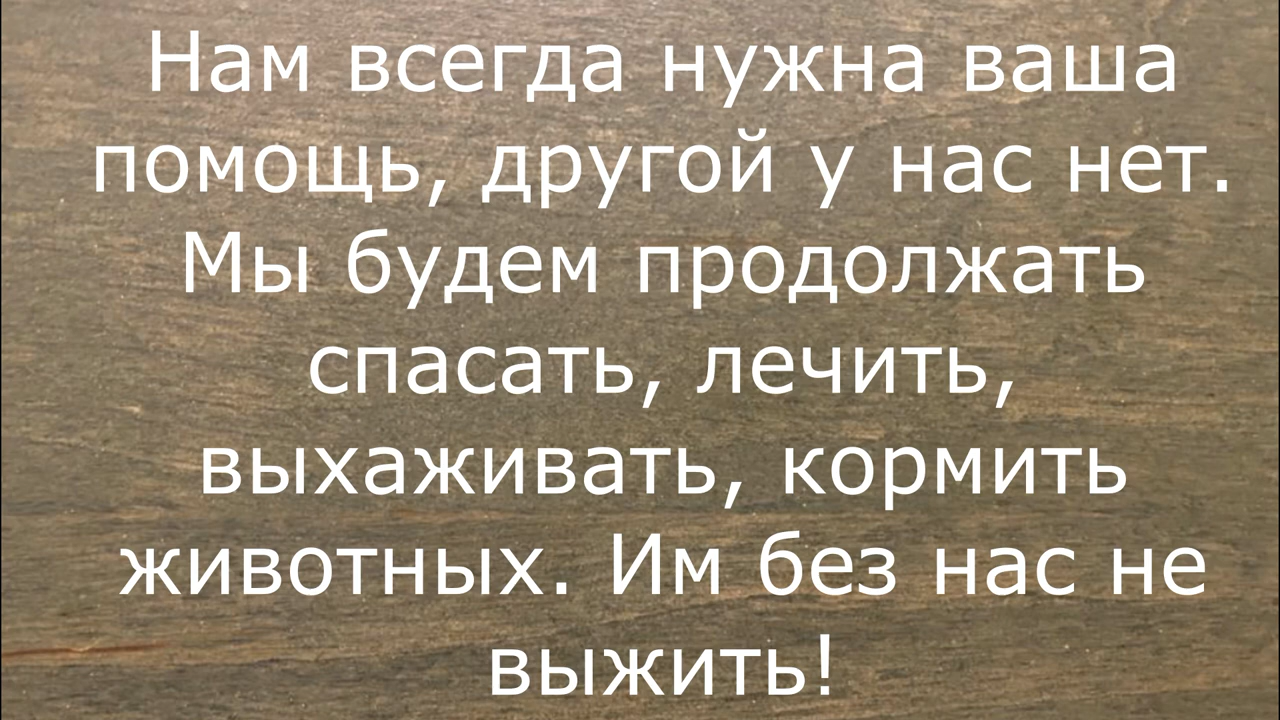 Нам всегда нужна ваша
помощь, другой у нас нет.
Мы будем продолжать
спасать, лечить,
выхаживать, кормить
животных. Им без нас не
выжить!